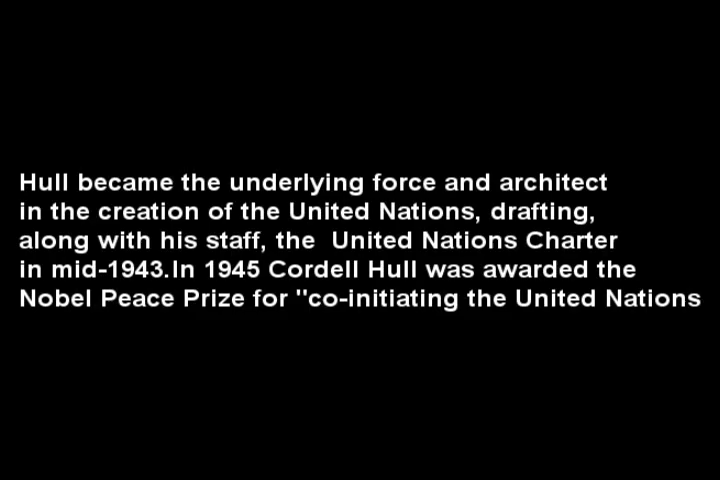 Hull became the underlying force and architect
in the creation of the United Nations, drafting,
along with his staff, the  United Nations Charter
in mid-1943.In 1945 Cordell Hull was awarded the
Nobel Peace Prize for "co-initiating the United Nations